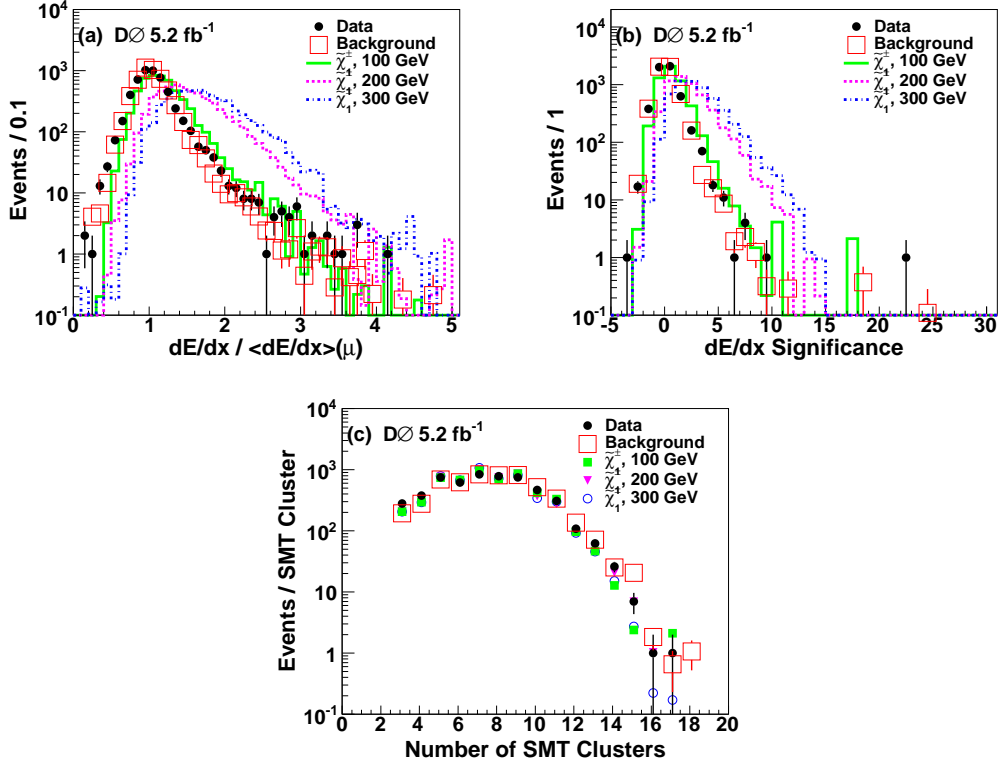 (a) DØ 5.2 fb⁻¹
Data
Background
χ̃₁±, 100 GeV
χ̃₁±, 200 GeV
χ̃₁±, 300 GeV
Events / 0.1
10⁴
10³
10²
10
1
10⁻¹
0 1 2 3 4 5
dE/dx / <dE/dx>(μ)
(b) DØ 5.2 fb⁻¹
Data
Background
χ̃₁±, 100 GeV
χ̃₁±, 200 GeV
χ̃₁±, 300 GeV
Events / 1
10⁴
10³
10²
10
1
10⁻¹
-5 0 5 10 15 20 25 30
dE/dx Significance
(c) DØ 5.2 fb⁻¹
Data
Background
χ̃₁±, 100 GeV
χ̃₁±, 200 GeV
χ̃₁±, 300 GeV
Events / SMT Cluster
10⁴
10³
10²
10
1
10⁻¹
0 2 4 6 8 10 12 14 16 18 20
Number of SMT Clusters